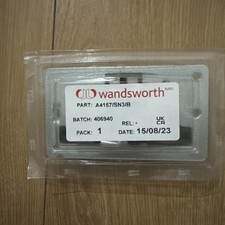 wandsworth
PART: A4157/SN3/B
BATCH: 406940 REL: - UK
CA
PACK: 1 DATE: 15/08/23